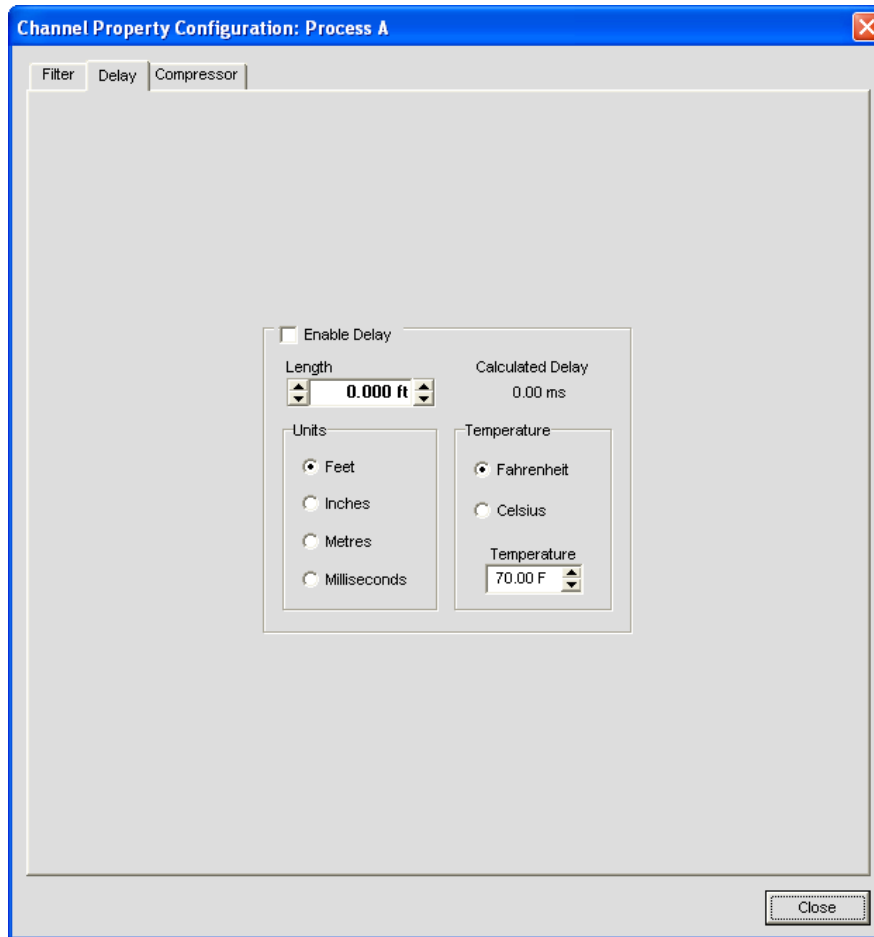 Channel Property Configuration: Process A
Filter
Delay
Compressor
Enable Delay
Length
Calculated Delay
0.000 ft
0.00 ms
Units
Feet
Inches
Metres
Milliseconds
Temperature
Fahrenheit
Celsius
Temperature
70.00 F
Close